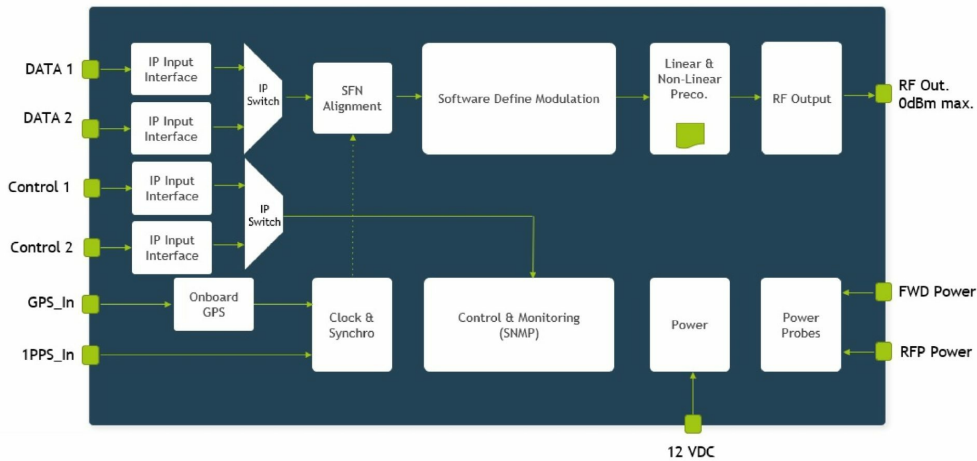 DATA 1
IP Input
Interface
IP
Switch
SFN
Alignment
Software Define Modulation
Linear &
Non-Linear
Preco.
RF Output
RF Out.
0dBm max.
DATA 2
IP Input
Interface
Control 1
IP Input
Interface
IP
Switch
Control 2
IP Input
Interface
GPS_In
Onboard
GPS
Clock &
Synchro
Control & Monitoring
(SNMP)
Power
Power
Probes
FWD Power
1PPS_In
RFP Power
12 VDC